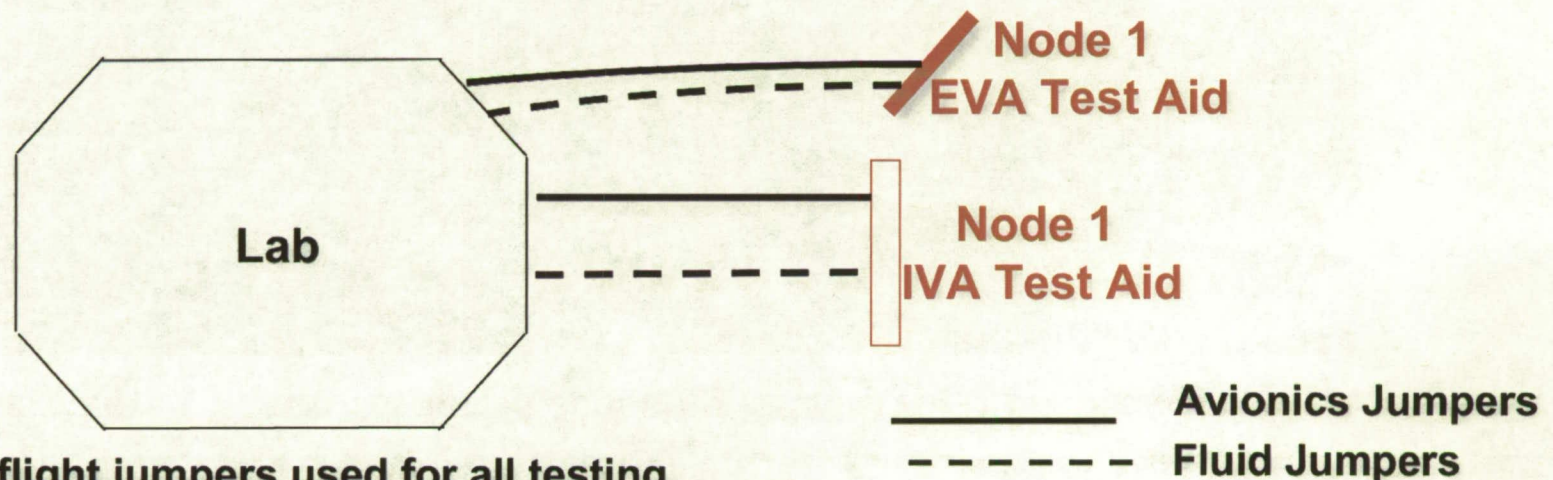 Node 1
EVA Test Aid
Lab
Node 1
IVA Test Aid
Avionics Jumpers
Fluid Jumpers
flight jumpers used for all testing